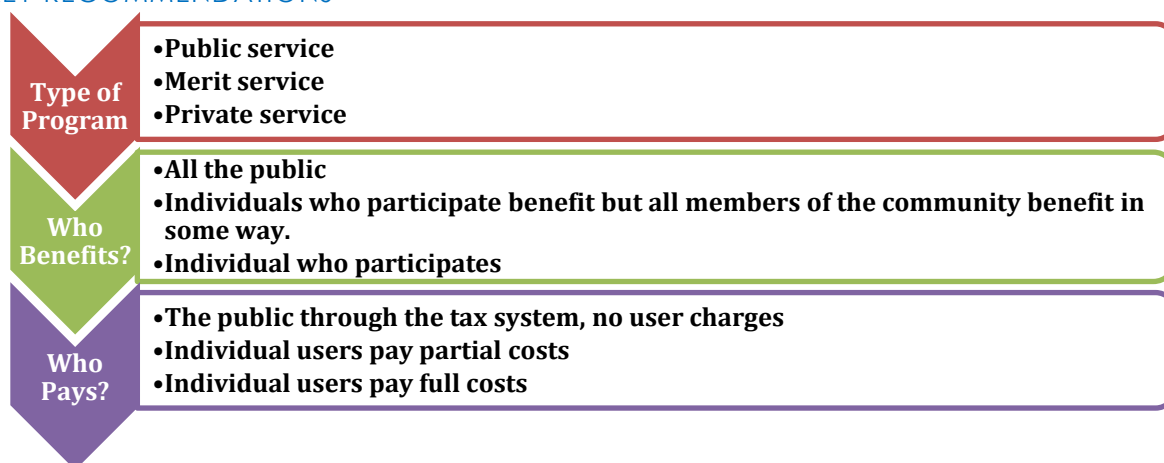 RECOMMENDATIONS
Type of
Program
•Public service
•Merit service
•Private service
Who
Benefits?
•All the public
•Individuals who participate benefit but all members of the community benefit in
some way.
•Individual who participates
Who
Pays?
•The public through the tax system, no user charges
•Individual users pay partial costs
•Individual users pay full costs